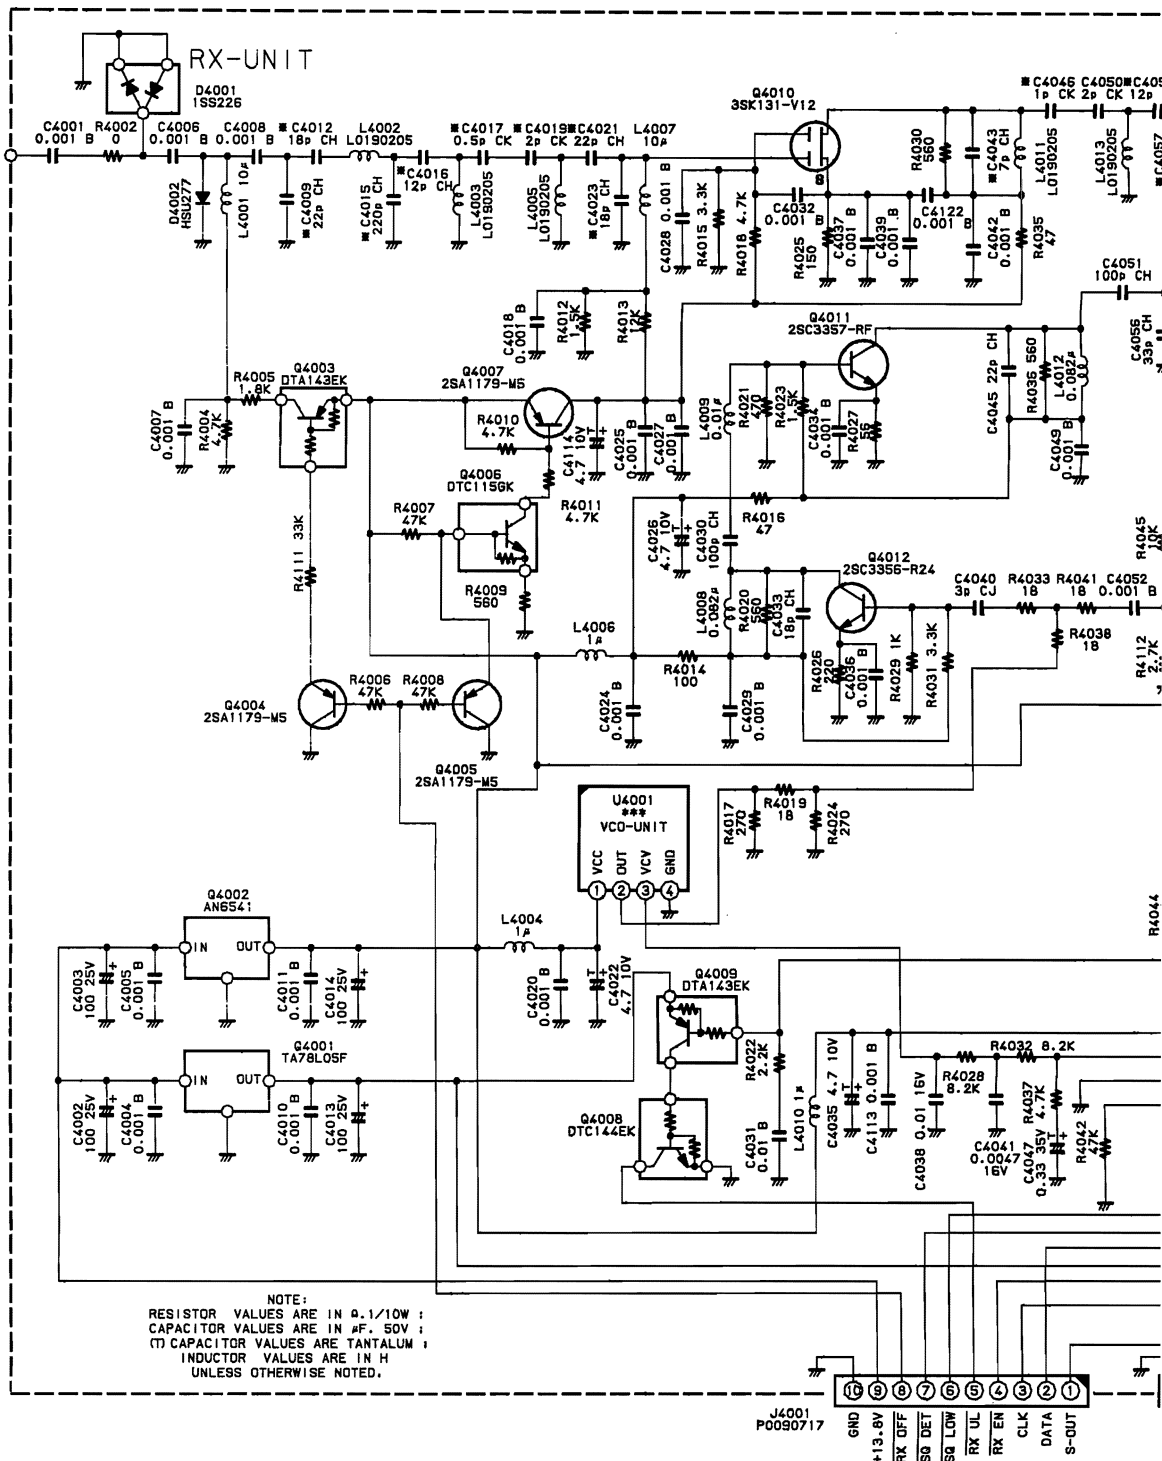 RX-UNIT
D4001
1SS226
C4001
0.001 B
R4002
0
C4006
0.001 B
C4008
0.001 B
※C4012
18p CH
L4002
L0190205
※C4017
0.5p CK
※C4019
2p CK
※C4021
22p CH
L4007
10μ
Q4010
3SK131-V12
8
※C4046
1p CK
C4050
2p CK
12p
D4002
HSU277
L4001 10μ
※C4009
22p CH
※C4015
220p CH
※C4016
12p CH
L4003
L0190205
L4005
L0190205
※C4023
18p CH
C4028 0.001 B
R4015 3.3K
R4018 4.7K
C4032
0.001 B
R4025
150
C4037
0.001 B
C4039
0.001 B
C4122
0.001 B
R4030
560
※C4043
7p CH
L4011
L0190205
L4013
L0190205
※C4057
C4042
0.001 B
R4035
47
C4051
100p CH
C4056
33p CH
C4018
0.001 B
R4012
1.5K
R4013
12K
Q4011
2SC3357-RF
C4045 22p CH
R4036 560
L4012
0.082μ
C4049
0.001 B
Q4003
DTA143EK
R4005
1.8K
C4007
0.001 B
R4004
4.7K
Q4007
2SA1179-M5
R4010
4.7K
C4114
4.7 10V
T
+
C4025
0.001 B
C4027
0.001 B
L4009
0.01μ
R4021
470
R4023
1.5K
C4034
0.001 B
R4027
56
Q4006
DTC115GK
R4007
47K
R4011
4.7K
R4009
560
R4111 33K
C4026
4.7 10V
T
+
C4030
100p CH
R4016
47
R4045
10K
Q4012
2SC3356-R24
C4040
3p CJ
R4033
18
R4041
18
C4052
0.001 B
R4038
18
R4112
2.7K
L4008
0.082μ
R4020
560
C4033
18p CH
L4006
1μ
R4014
100
R4026
220
C4036
0.001 B
R4029 1K
R4031 3.3K
Q4004
2SA1179-M5
R4006
47K
R4008
47K
Q4005
2SA1179-M5
C4024
0.001 B
C4029
0.001 B
U4001
***
VCO-UNIT
VCC
OUT
VCV
GND
1
2
3
4
R4017
270
R4019
18
R4024
270
R4044
Q4002
AN6541
IN
OUT
C4003
100 25V
+
C4005
0.001 B
C4011
0.001 B
C4014
100 25V
+
L4004
1μ
C4020
0.001 B
C4022
4.7 10V
T
+
Q4009
DTA143EK
Q4001
TA78L05F
IN
OUT
C4002
100 25V
+
C4004
0.001 B
C4010
0.001 B
C4013
100 25V
+
Q4008
DTC144EK
R4022
2.2K
C4031
0.01 B
L4010 1μ
C4035 4.7 10V
T
+
C4113 0.001 B
C4038 0.01 16V
R4028
8.2K
R4032 8.2K
C4041
0.0047
16V
R4037
4.7K
C4047
0.33 35V
T
+
R4042
47K
NOTE:
RESISTOR VALUES ARE IN Ω.1/10W ;
CAPACITOR VALUES ARE IN μF. 50V ;
(T) CAPACITOR VALUES ARE TANTALUM ;
INDUCTOR VALUES ARE IN H
UNLESS OTHERWISE NOTED.
J4001
P0090717
10
9
8
7
6
5
4
3
2
1
GND
+13.8V
RX OFF
SQ DET
SQ LOW
RX UL
RX EN
CLK
DATA
S-OUT